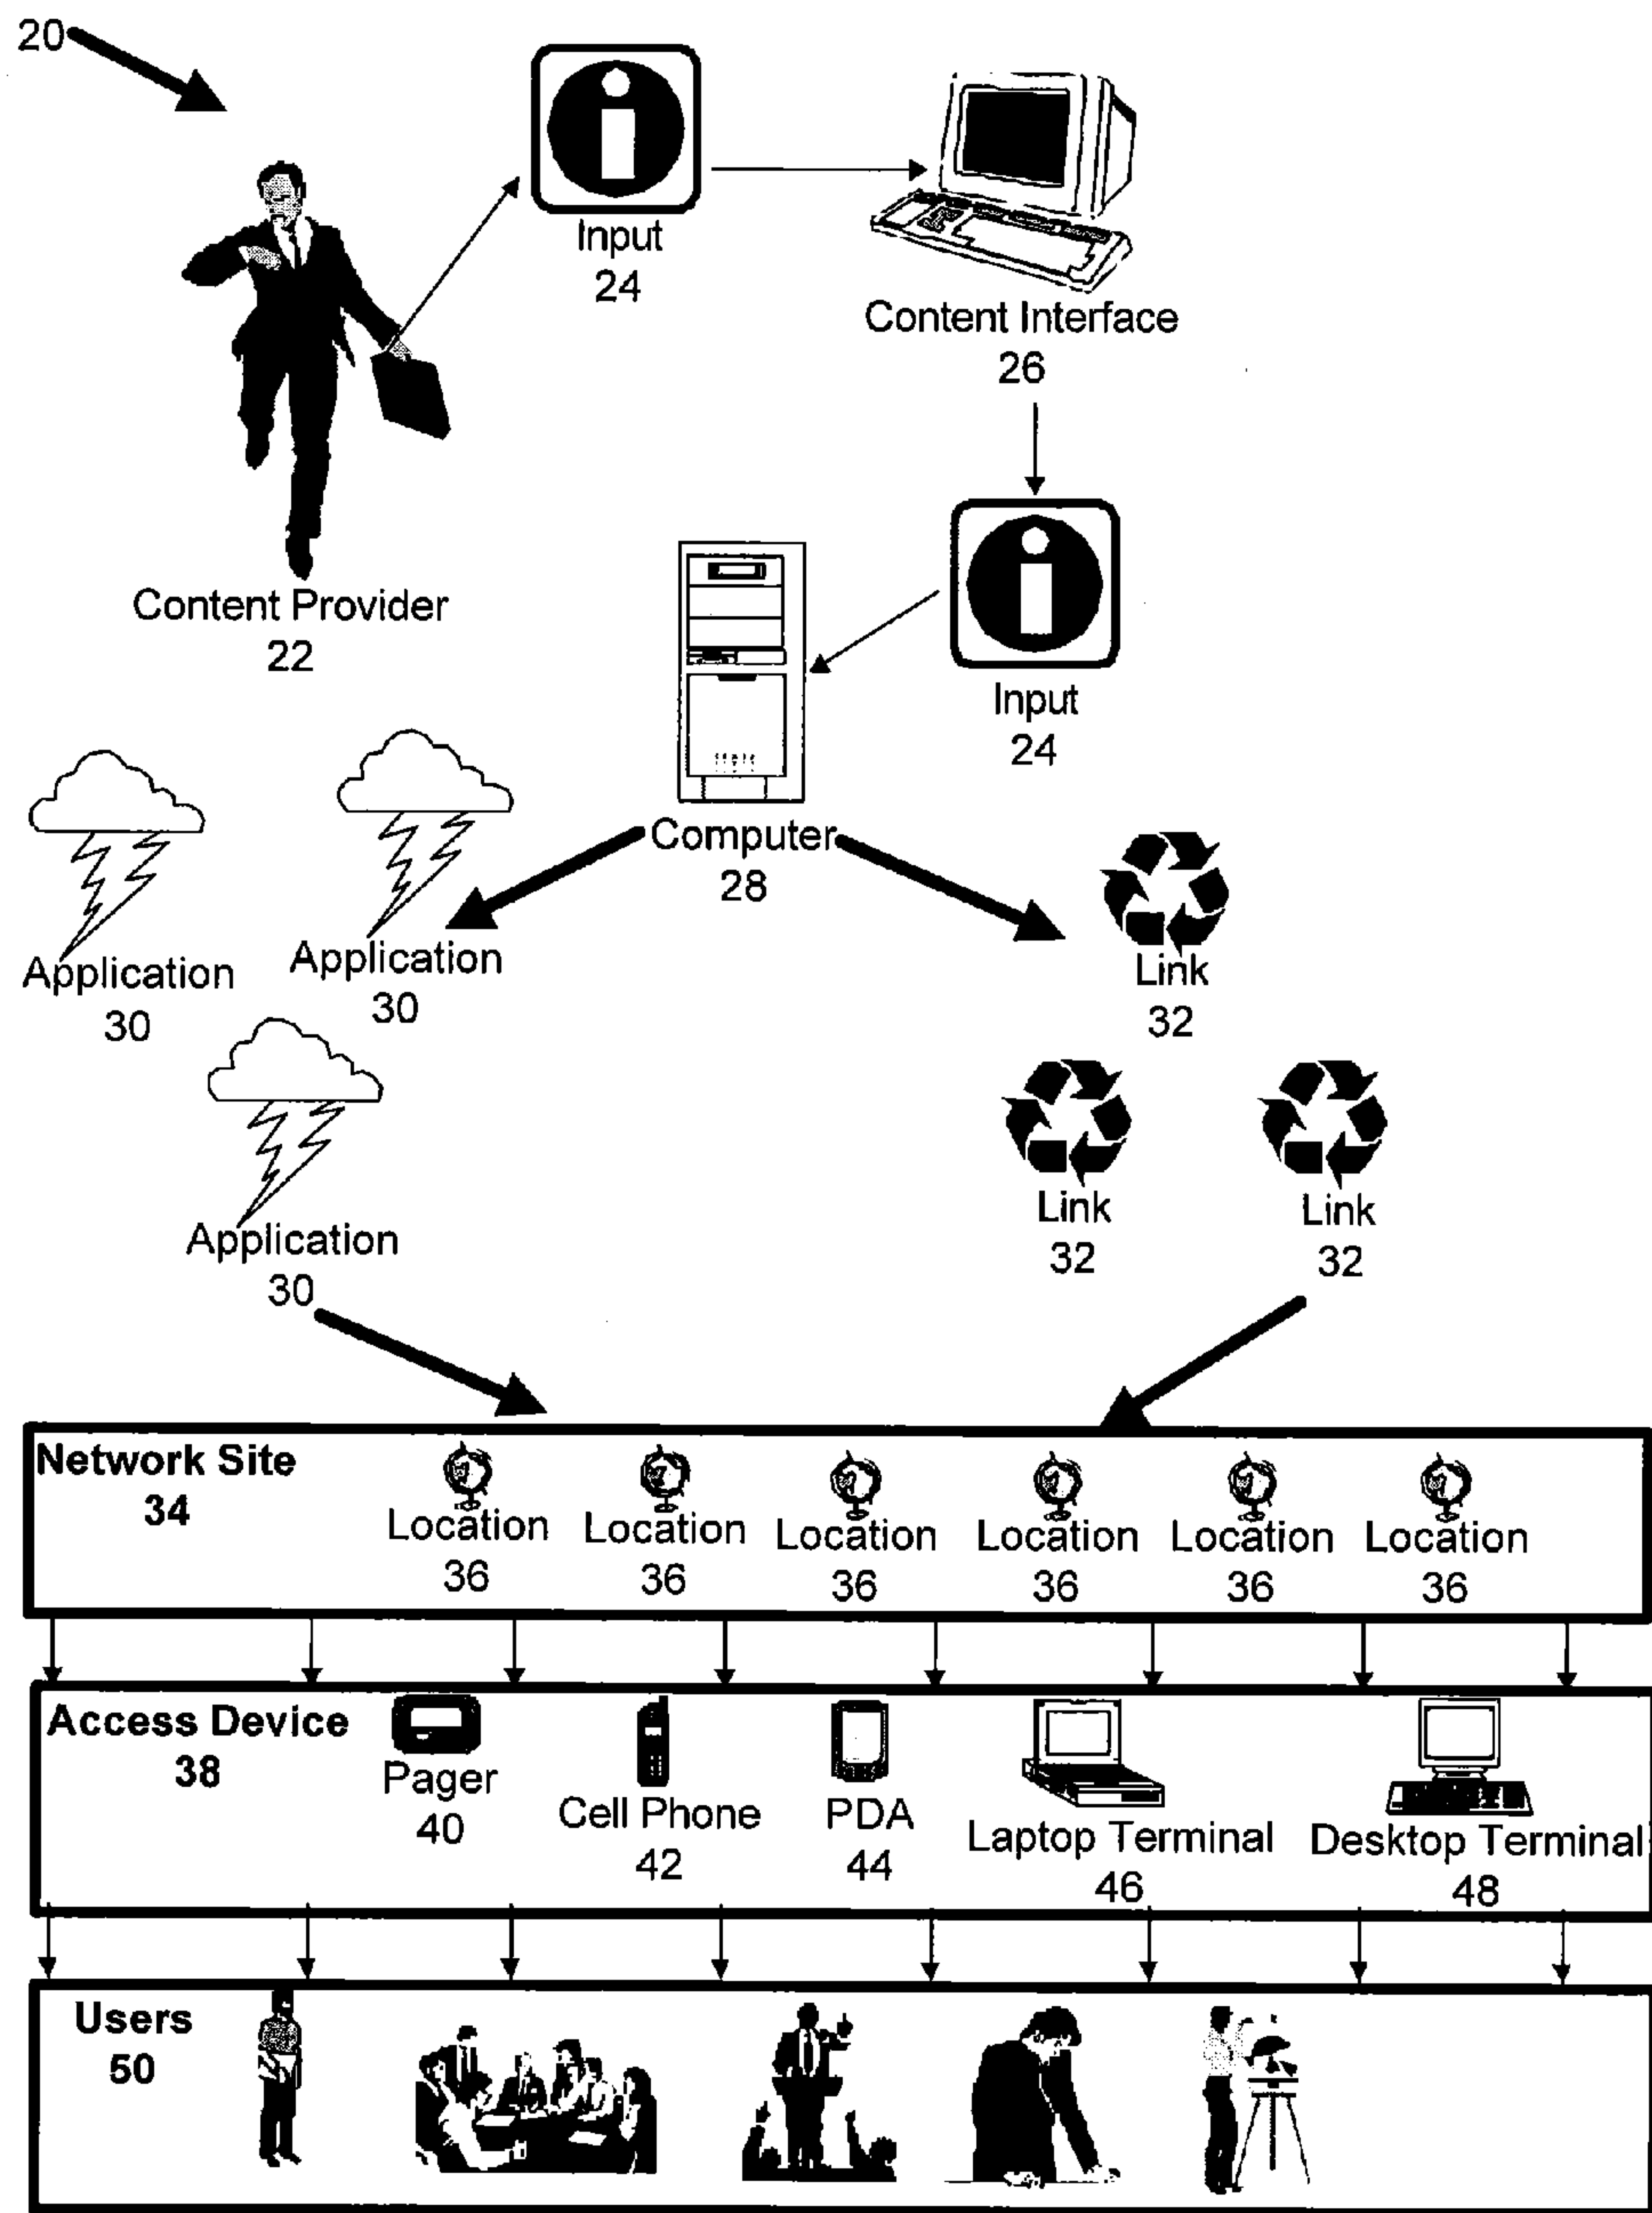 20
Input
24
Content Interface
26
Content Provider
22
Input
24
Computer
28
Application
30
Application
30
Application
30
Link
32
Link
32
Link
32
Network Site
34
Location
36
Location
36
Location
36
Location
36
Location
36
Location
36
Access Device
38
Pager
40
Cell Phone
42
PDA
44
Laptop Terminal
46
Desktop Terminal
48
Users
50